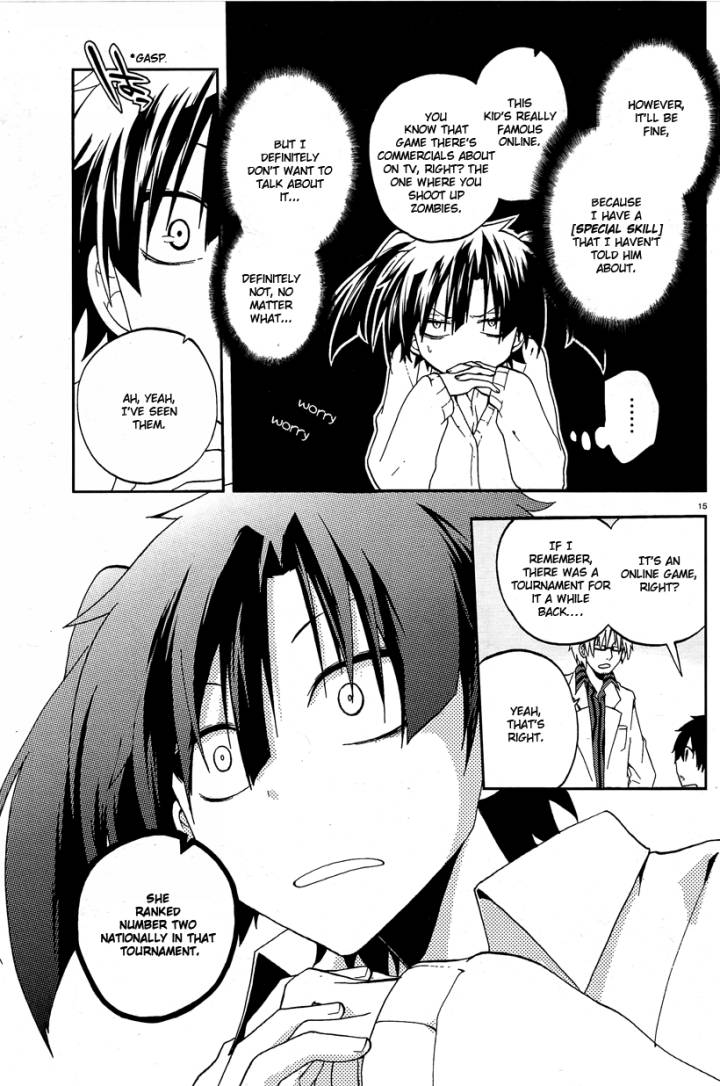 HOWEVER,
IT'LL BE
FINE,
BECAUSE
I HAVE A
[SPECIAL SKILL]
THAT I HAVEN'T
TOLD HIM
ABOUT.
THIS
KID'S REALLY
FAMOUS
ONLINE.
YOU
KNOW THAT
GAME THERE'S
COMMERCIALS ABOUT
ON TV, RIGHT? THE
ONE WHERE YOU
SHOOT UP
ZOMBIES.
......
BUT I
DEFINITELY
DON'T WANT TO
TALK ABOUT
IT...
DEFINITELY
NOT, NO
MATTER
WHAT...
worry
worry
*GASP
AH, YEAH,
I'VE SEEN
THEM.
15
IT'S AN
ONLINE GAME,
RIGHT?
IF I
REMEMBER,
THERE WAS A
TOURNAMENT FOR
IT A WHILE
BACK....
YEAH,
THAT'S
RIGHT.
SHE
RANKED
NUMBER TWO
NATIONALLY IN THAT
TOURNAMENT.